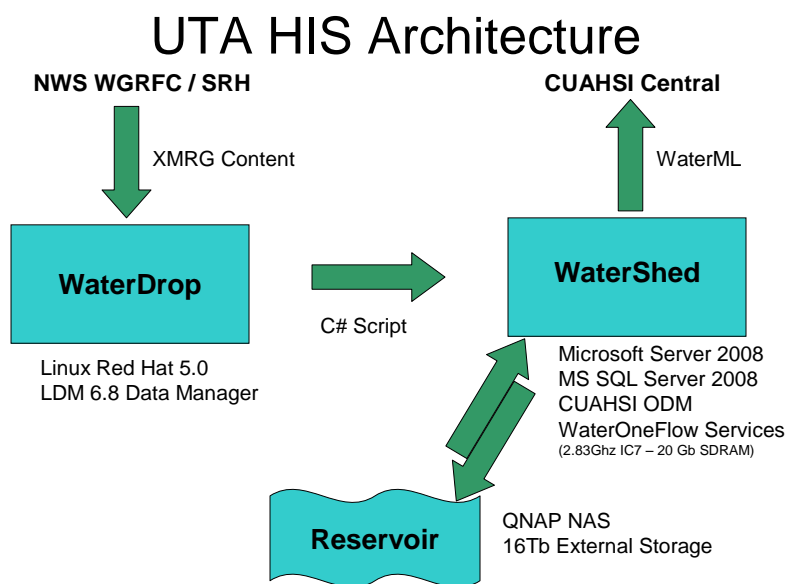 UTA HIS Architecture
NWS WGRFC / SRH
CUAHSI Central
XMRG Content
WaterML
WaterDrop
WaterShed
C# Script
Linux Red Hat 5.0
LDM 6.8 Data Manager
Microsoft Server 2008
MS SQL Server 2008
CUAHSI ODM
WaterOneFlow Services
(2.83Ghz IC7 – 20 Gb SDRAM)
Reservoir
QNAP NAS
16Tb External Storage